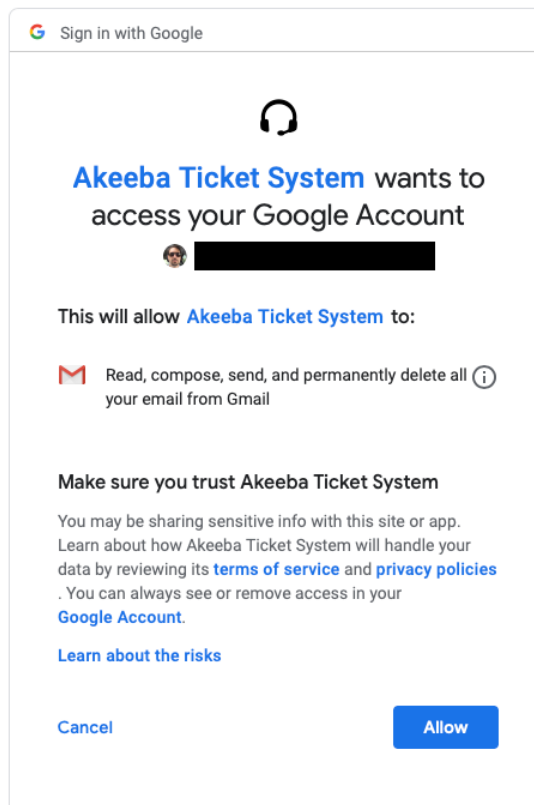 Sign in with Google
Akeeba Ticket System wants to
access your Google Account
This will allow Akeeba Ticket System to:
Read, compose, send, and permanently delete all
your email from Gmail
Make sure you trust Akeeba Ticket System
You may be sharing sensitive info with this site or app.
Learn about how Akeeba Ticket System will handle your
data by reviewing its terms of service and privacy policies
. You can always see or remove access in your
Google Account.
Learn about the risks
Cancel
Allow